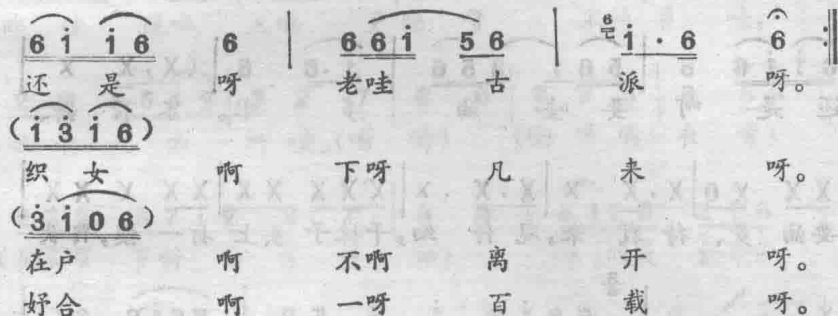 6 i̇ i̇ 6 6 | 6 6 i̇ 5 6 | 6 i̇ · 6 6 :‖
还 是 呀 老哇 古 派 呀。
(i̇ 3̇ i̇ 6)
织 女 啊 下呀 凡 来 呀。
(3̇ i̇ 0 6)
在户 啊 不啊 离 开 呀。
好合 啊 一呀 百 载 呀。